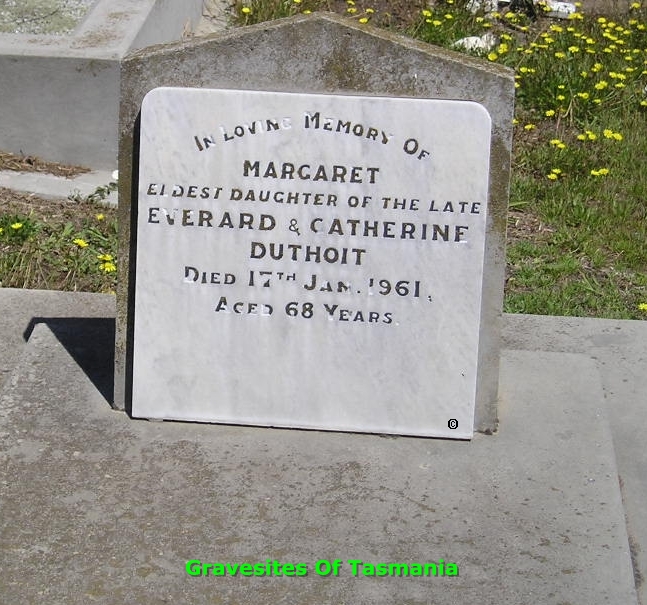 In Loving Memory Of
MARGARET
ELDEST DAUGHTER OF THE LATE
EVERARD & CATHERINE
DUTHOIT
DIED 17TH JAN. 1961,
AGED 68 YEARS.
©
Gravesites Of Tasmania